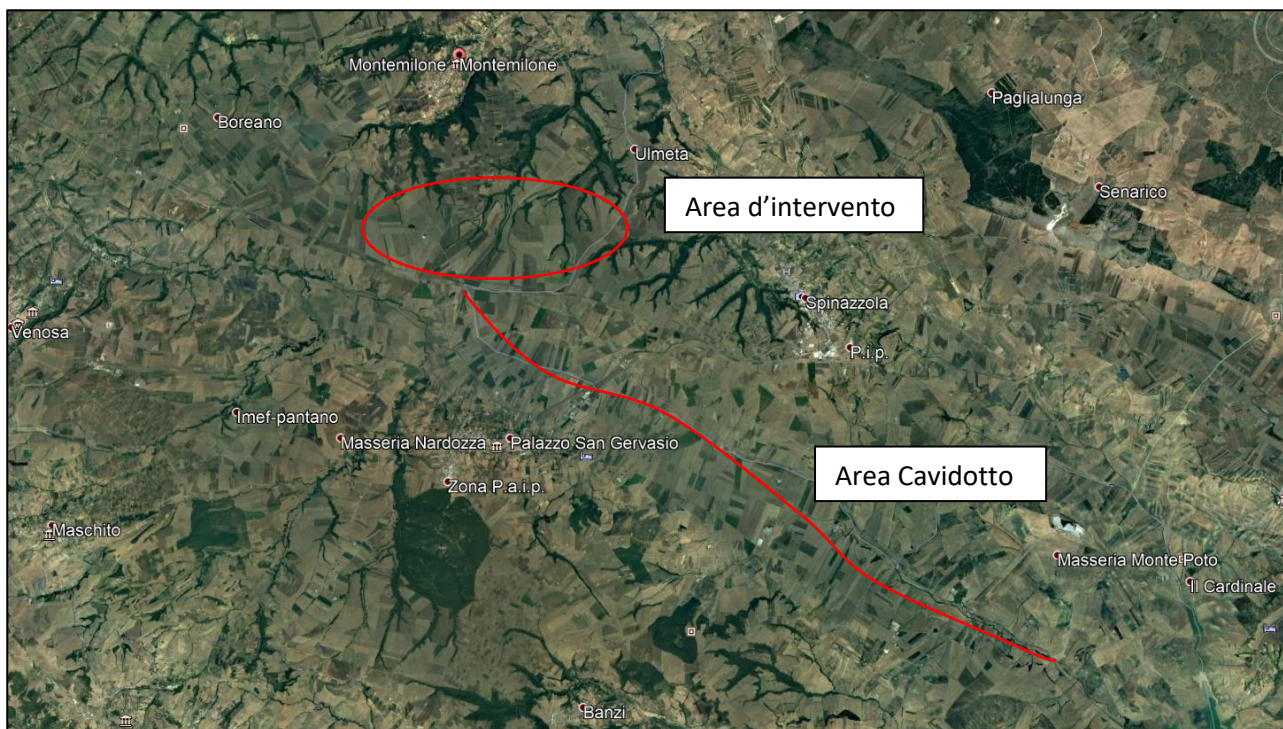 Montemilone Montemilone
Paglialunga
Boreano
Ulmeta
Senarico
Area d'intervento
Spinazzola
Venosa
P.i.p.
Imef-pantano
Masseria Nardozza
Palazzo San Gervasio
Area Cavidotto
Zona P.a.i.p.
Maschito
Masseria Monte Poto
Il Cardinale
Banzi